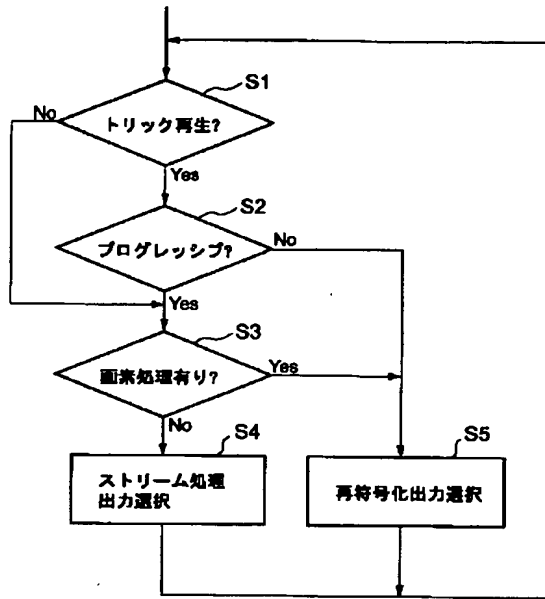 S1
No
トリック再生?
Yes
S2
プログレッシブ?
No
Yes
S3
画素処理有り?
Yes
No
S4
ストリーム処理
出力選択
S5
再符号化出力選択